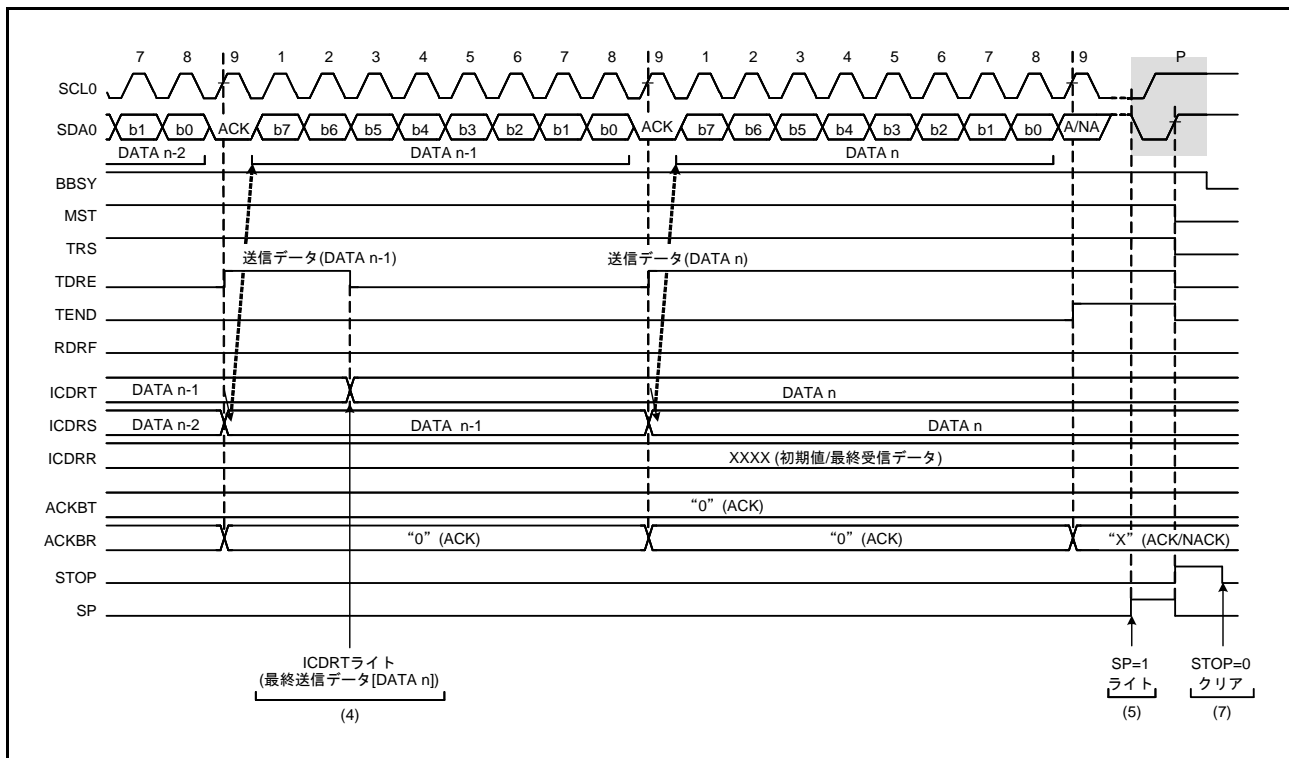 7 8 9 1 2 3 4 5 6 7 8 9 1 2 3 4 5 6 7 8 9 P
SCL0
SDA0 b1 b0 ACK b7 b6 b5 b4 b3 b2 b1 b0 ACK b7 b6 b5 b4 b3 b2 b1 b0 A/NA
DATA n-2 DATA n-1 DATA n
BBSY
MST
TRS
送信データ(DATA n-1) 送信データ(DATA n)
TDRE
TEND
RDRF
ICDRT DATA n-1 DATA n
ICDRS DATA n-2 DATA n-1 DATA n
ICDRR XXXX (初期値/最終受信データ)
ACKBT “0” (ACK)
ACKBR “0” (ACK) “0” (ACK) “X” (ACK/NACK)
STOP
SP
ICDRTライト SP=1 STOP=0
(最終送信データ[DATA n]) ライト クリア
(4) (5) (7)